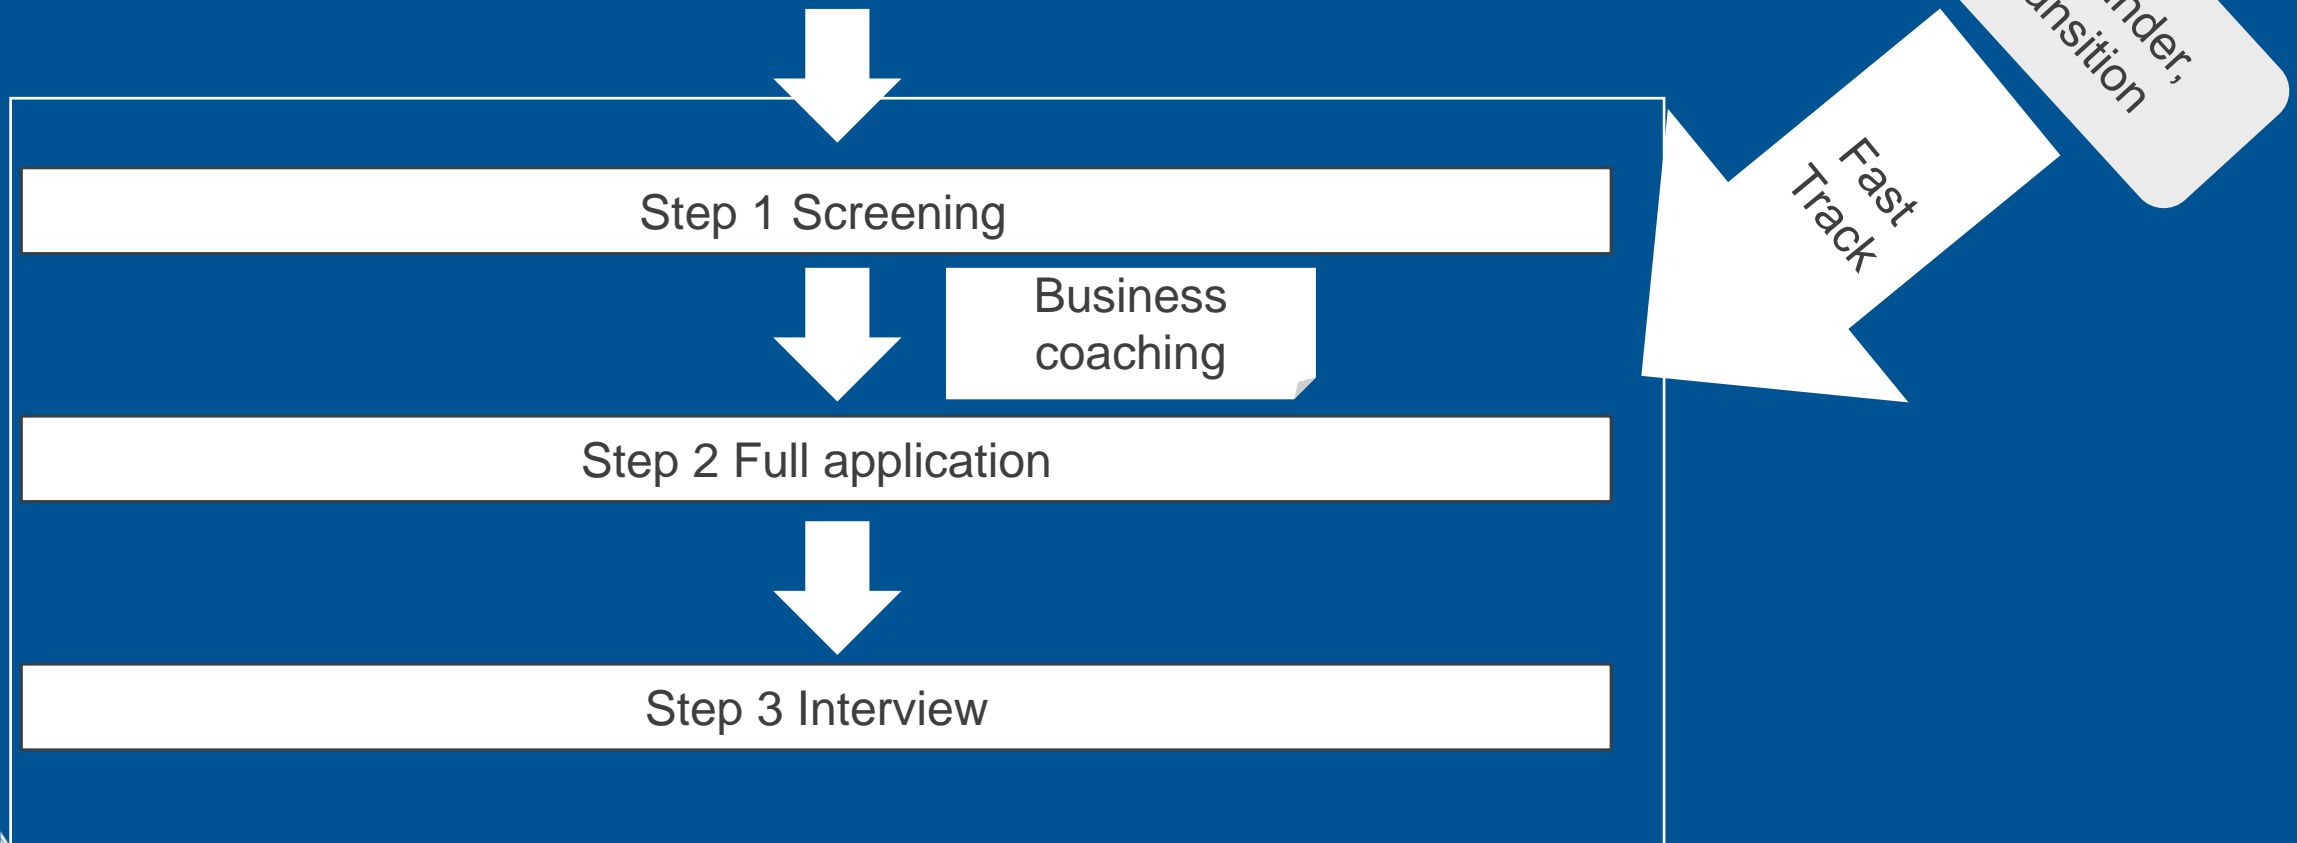 Step 1 Screening
Fast
Track
Business
coaching
Step 2 Full application
Step 3 Interview